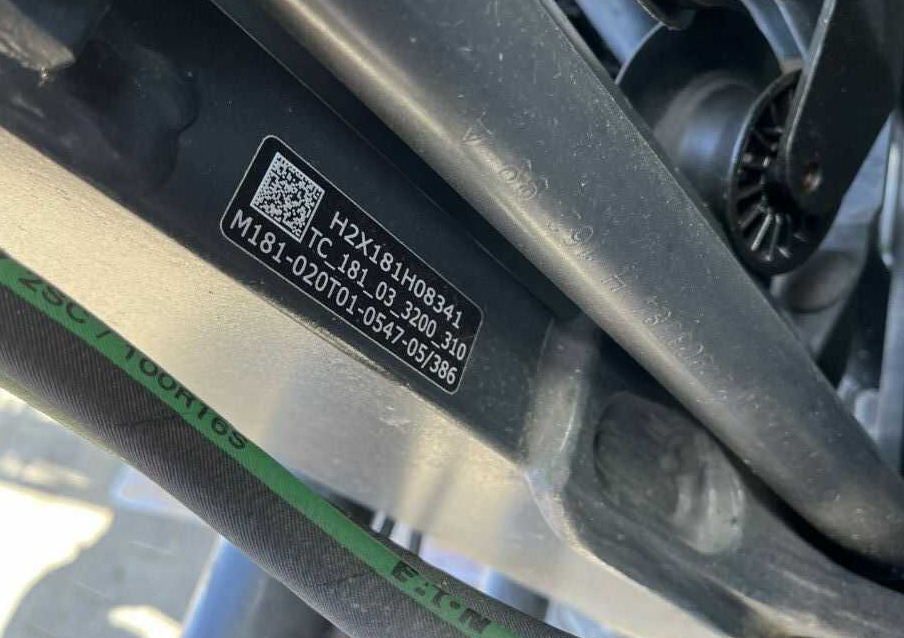 H2X181H08341
TC_181_03_3200_310
M181-020T01-0547-05/386
2SC / 100R16S
EATON